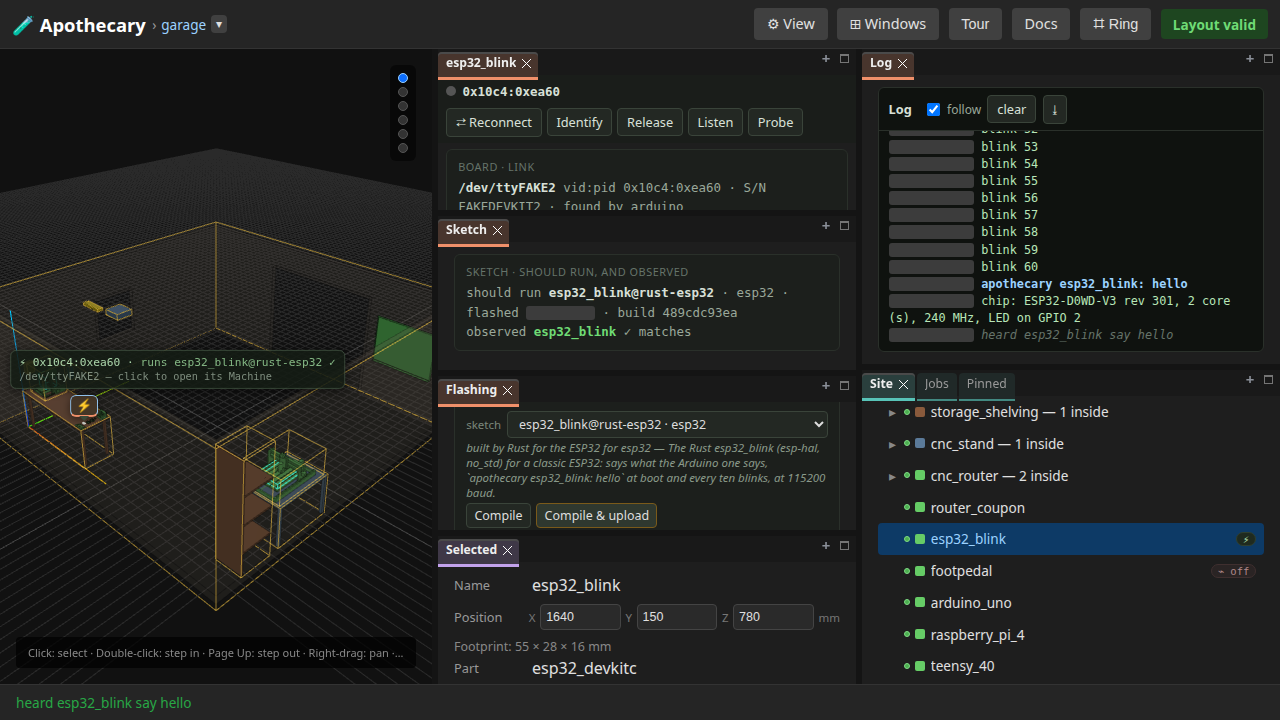 Apothecary › garage ▾
⚙ View
⊞ Windows
Tour
Docs
⌗ Ring
Layout valid
⚡ 0x10c4:0xea60 · runs esp32_blink@rust-esp32 ✓
/dev/ttyFAKE2 — click to open its Machine
Click: select · Double-click: step in · Page Up: step out · Right-drag: pan ·...
esp32_blink
0x10c4:0xea60
⇄ Reconnect
Identify
Release
Listen
Probe
BOARD · LINK
/dev/ttyFAKE2 vid:pid 0x10c4:0xea60 · S/N
FAKEDEVKIT2 · found by arduino
Sketch
SKETCH · SHOULD RUN, AND OBSERVED
should run esp32_blink@rust-esp32 · esp32 ·
flashed · build 489cdc93ea
observed esp32_blink ✓ matches
Flashing
sketch esp32_blink@rust-esp32 · esp32
built by Rust for the ESP32 for esp32 — The Rust esp32_blink (esp-hal,
no_std) for a classic ESP32: says what the Arduino one says,
`apothecary esp32_blink: hello` at boot and every ten blinks, at 115200
baud.
Compile
Compile & upload
Selected
Name esp32_blink
Position X 1640 Y 150 Z 780 mm
Footprint: 55 × 28 × 16 mm
Part esp32_devkitc
Log
Log follow clear ⤓
blink 52
blink 53
blink 54
blink 55
blink 56
blink 57
blink 58
blink 59
blink 60
apothecary esp32_blink: hello
chip: ESP32-D0WD-V3 rev 301, 2 core
(s), 240 MHz, LED on GPIO 2
heard esp32_blink say hello
Site
Jobs
Pinned
▸ storage_shelving — 1 inside
▸ cnc_stand — 1 inside
▸ cnc_router — 2 inside
router_coupon
esp32_blink ⚡
footpedal ⌁ off
arduino_uno
raspberry_pi_4
teensy_40
heard esp32_blink say hello